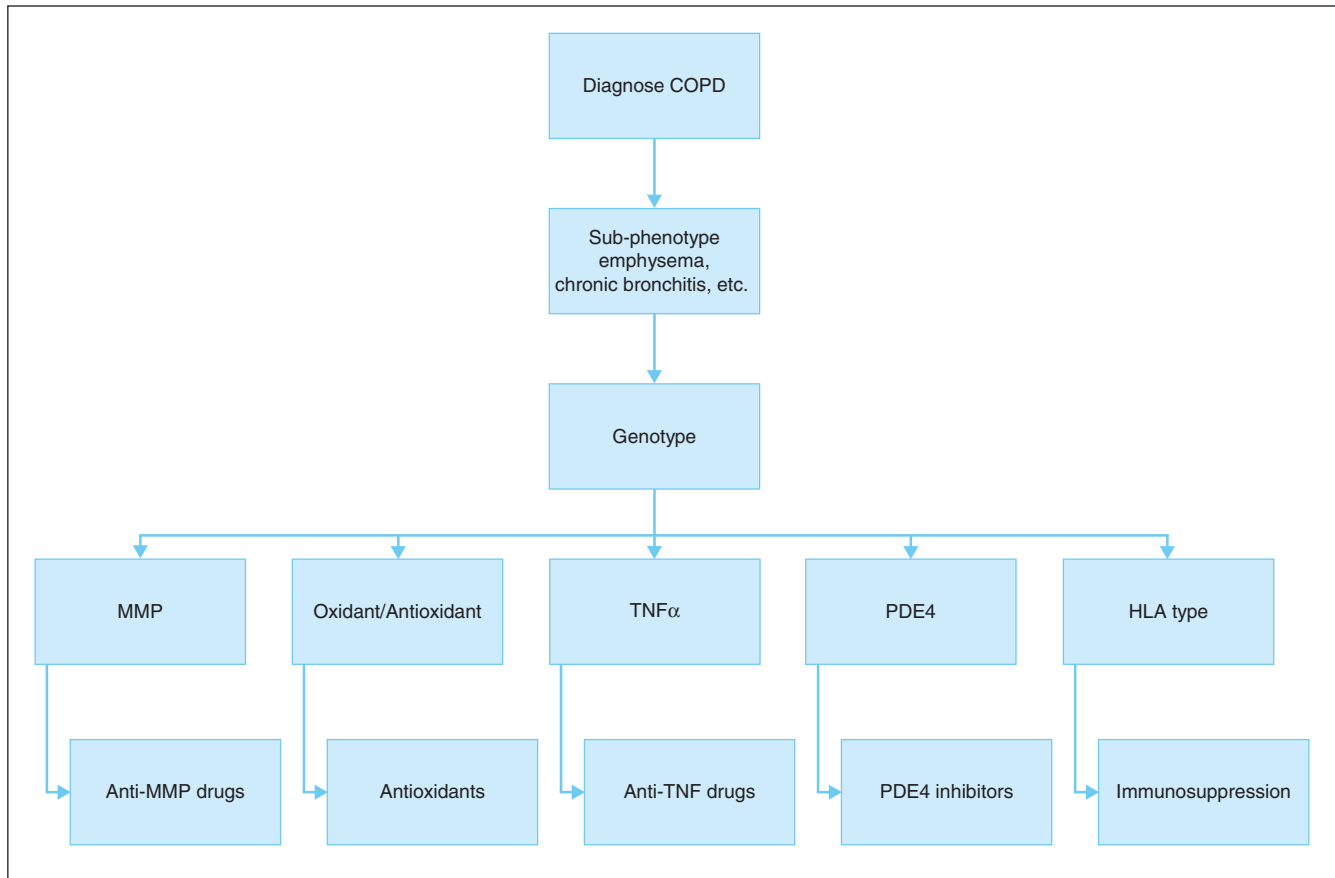 Diagnose COPD
Sub-phenotype
emphysema,
chronic bronchitis, etc.
Genotype
MMP
Oxidant/Antioxidant
TNFα
PDE4
HLA type
Anti-MMP drugs
Antioxidants
Anti-TNF drugs
PDE4 inhibitors
Immunosuppression